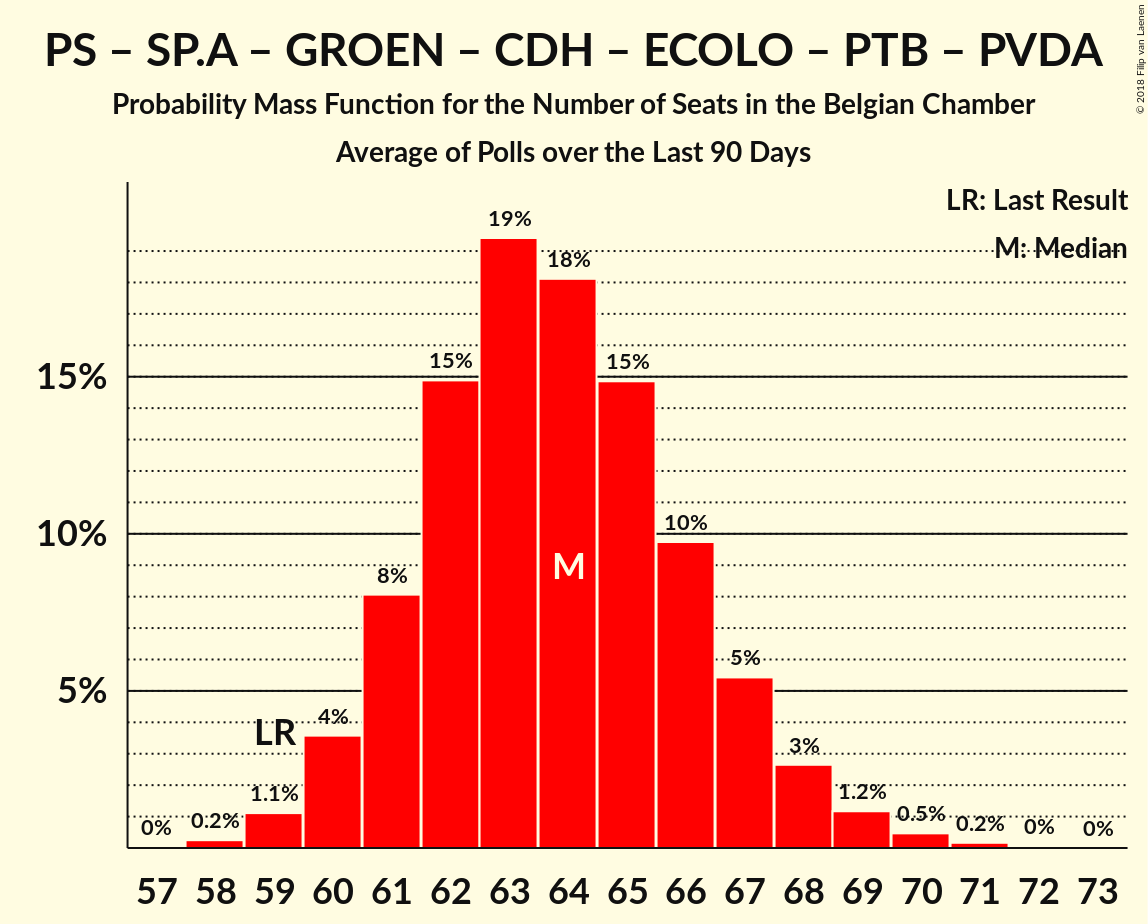 PS – SP.A – GROEN – CDH – ECOLO – PTB – PVDA
Probability Mass Function for the Number of Seats in the Belgian Chamber
Average of Polls over the Last 90 Days
© 2018 Filip van Laenen
LR: Last Result
M: Median
15%
10%
5%
0%
0.2%
1.1%
LR
4%
8%
15%
19%
18%
M
15%
10%
5%
3%
1.2%
0.5%
0.2%
0%
0%
57 58 59 60 61 62 63 64 65 66 67 68 69 70 71 72 73